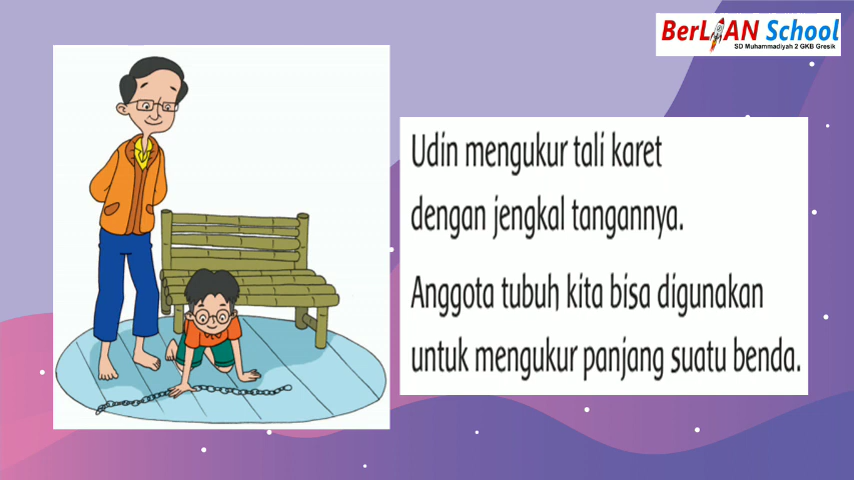 BerLIAN School
SD Muhammadiyah 2 GKB Gresik
Udin mengukur tali karet
dengan jengkal tangannya.
Anggota tubuh kita bisa digunakan
untuk mengukur panjang suatu benda.